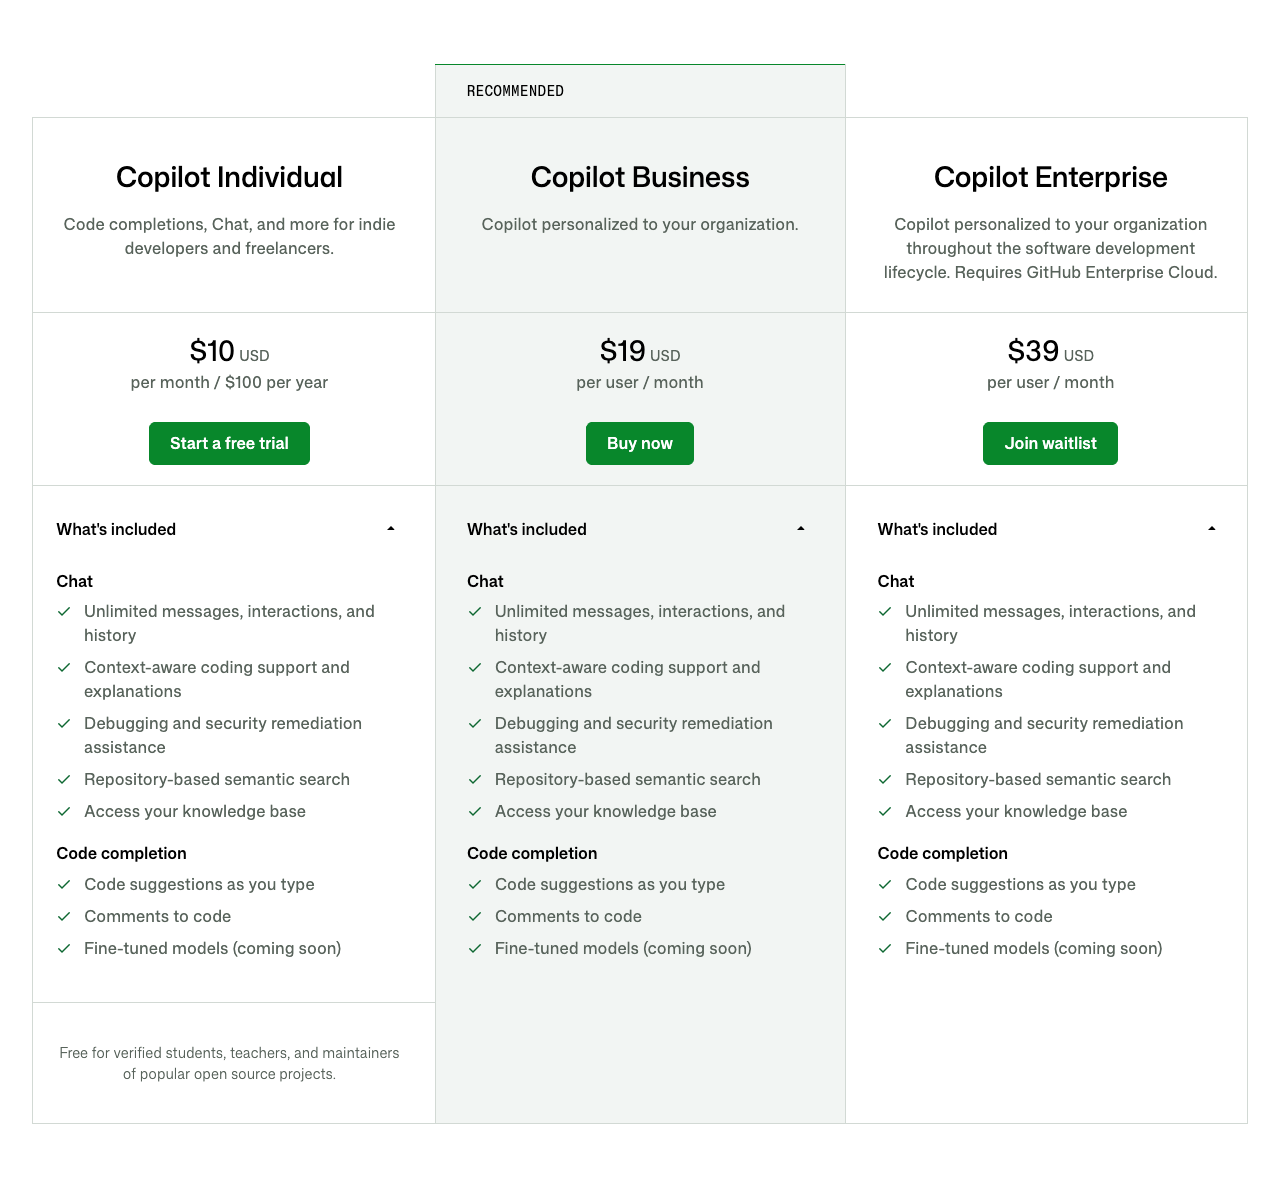 RECOMMENDED
Copilot Individual
Code completions, Chat, and more for indie
developers and freelancers.
$10 USD
per month / $100 per year
Start a free trial
What's included
Chat
Unlimited messages, interactions, and
history
Context-aware coding support and
explanations
Debugging and security remediation
assistance
Repository-based semantic search
Access your knowledge base
Code completion
Code suggestions as you type
Comments to code
Fine-tuned models (coming soon)
Free for verified students, teachers, and maintainers
of popular open source projects.
Copilot Business
Copilot personalized to your organization.
$19 USD
per user / month
Buy now
What's included
Chat
Unlimited messages, interactions, and
history
Context-aware coding support and
explanations
Debugging and security remediation
assistance
Repository-based semantic search
Access your knowledge base
Code completion
Code suggestions as you type
Comments to code
Fine-tuned models (coming soon)
Copilot Enterprise
Copilot personalized to your organization
throughout the software development
lifecycle. Requires GitHub Enterprise Cloud.
$39 USD
per user / month
Join waitlist
What's included
Chat
Unlimited messages, interactions, and
history
Context-aware coding support and
explanations
Debugging and security remediation
assistance
Repository-based semantic search
Access your knowledge base
Code completion
Code suggestions as you type
Comments to code
Fine-tuned models (coming soon)